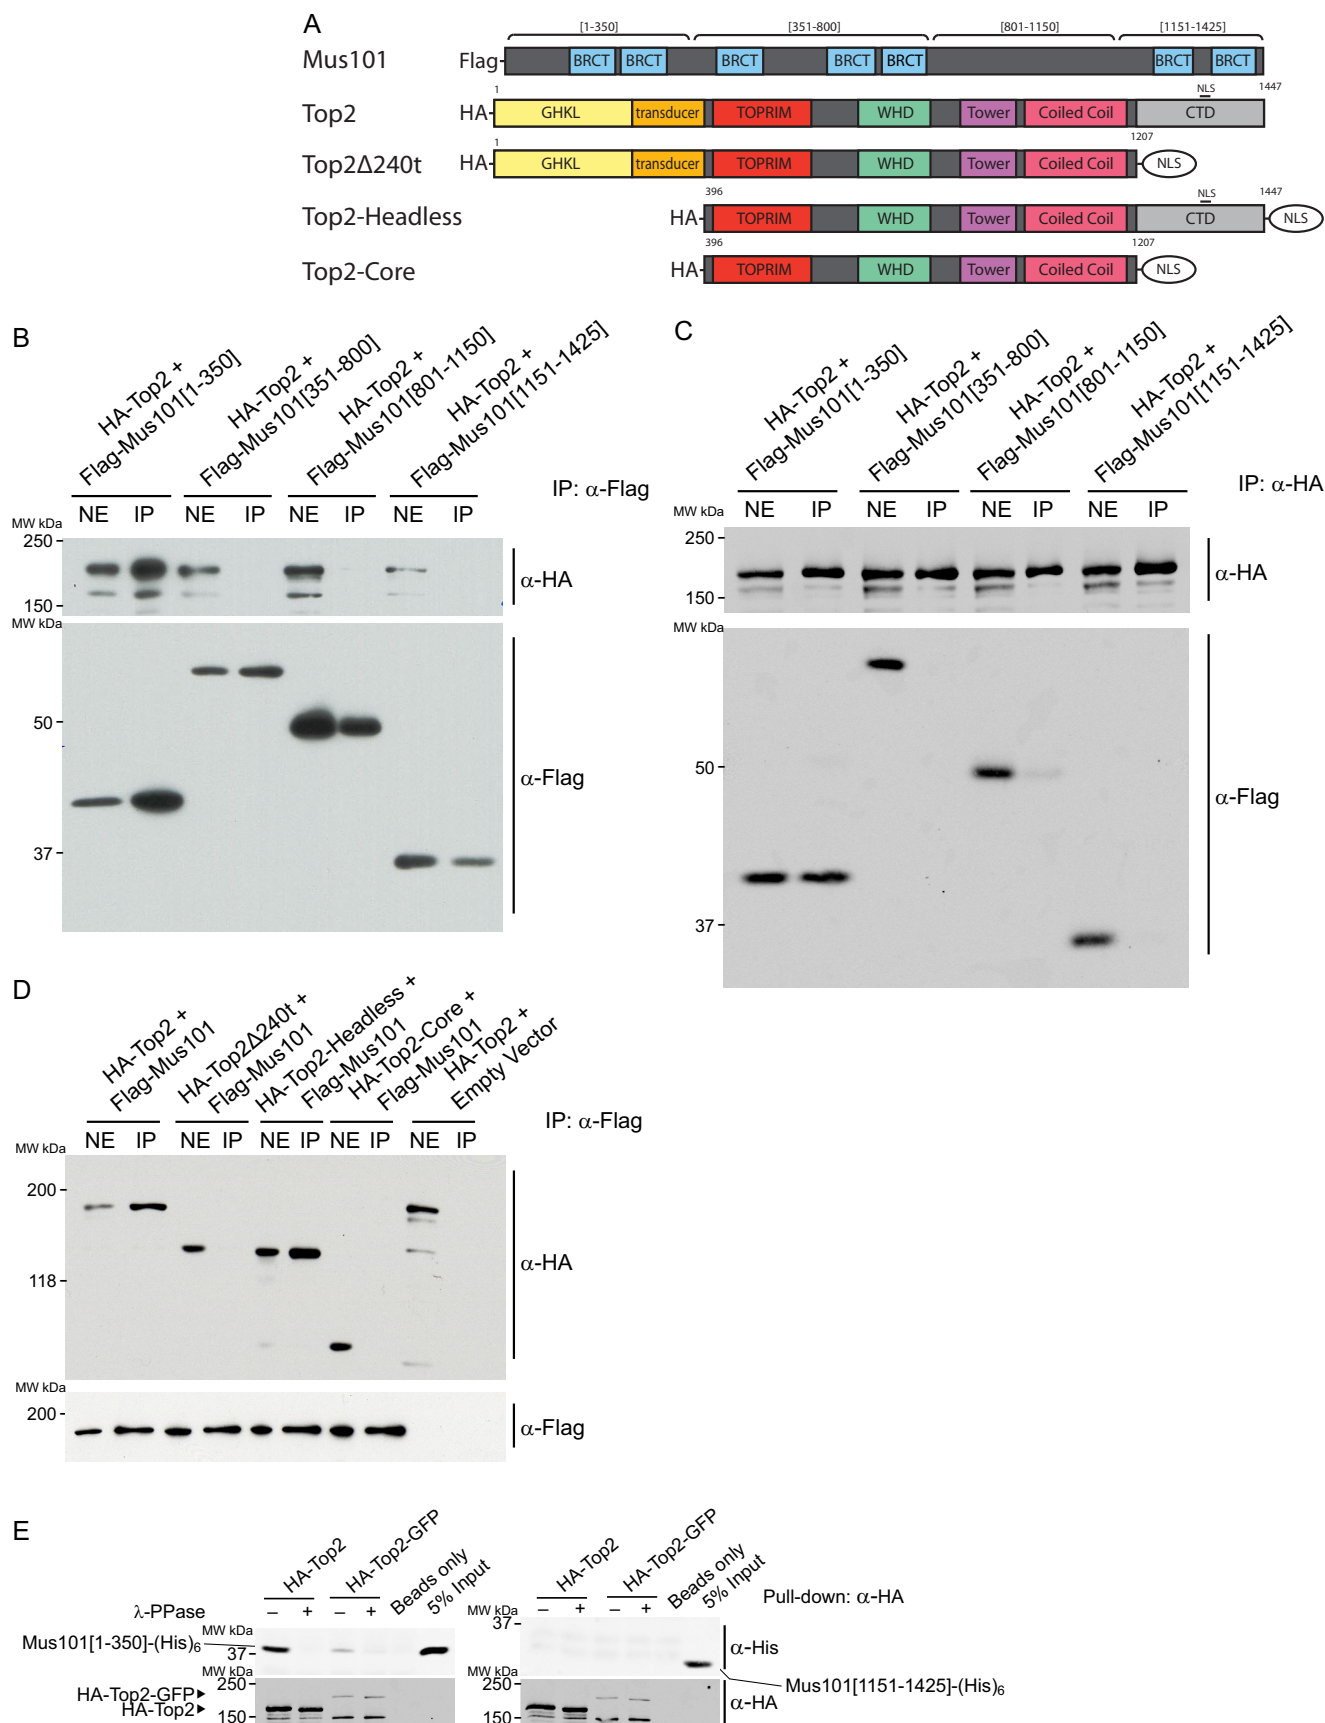 A
[1-350] [351-800] [801-1150] [1151-1425]
Mus101 Flag- BRCT BRCT BRCT BRCT BRCT BRCT BRCT
1 NLS 1447
Top2 HA- GHKL transducer TOPRIM WHD Tower Coiled Coil CTD
1 1207
Top2Δ240t HA- GHKL transducer TOPRIM WHD Tower Coiled Coil NLS
396 NLS 1447
Top2-Headless HA- TOPRIM WHD Tower Coiled Coil CTD NLS
396 1207
Top2-Core HA- TOPRIM WHD Tower Coiled Coil NLS
B
HA-Top2 +
Flag-Mus101[1-350]
HA-Top2 +
Flag-Mus101[351-800]
HA-Top2 +
Flag-Mus101[801-1150]
HA-Top2 +
Flag-Mus101[1151-1425]
IP: α-Flag
NE IP NE IP NE IP NE IP
MW kDa
250
α-HA
150
MW kDa
50
α-Flag
37
C
HA-Top2 +
Flag-Mus101[1-350]
HA-Top2 +
Flag-Mus101[351-800]
HA-Top2 +
Flag-Mus101[801-1150]
HA-Top2 +
Flag-Mus101[1151-1425]
IP: α-HA
NE IP NE IP NE IP NE IP
MW kDa
250
α-HA
150
MW kDa
50
α-Flag
37
D
HA-Top2 +
Flag-Mus101
HA-Top2Δ240t +
Flag-Mus101
HA-Top2-Headless +
Flag-Mus101
HA-Top2-Core +
Flag-Mus101
HA-Top2 +
Empty Vector
IP: α-Flag
NE IP NE IP NE IP NE IP NE IP
MW kDa
200
α-HA
118
MW kDa
200
α-Flag
E
HA-Top2
HA-Top2-GFP
Beads only
5% Input
λ-PPase – + – +
MW kDa
Mus101[1-350]-(His)6
37
MW kDa
250
HA-Top2-GFP
HA-Top2
150
HA-Top2
HA-Top2-GFP
Beads only
5% Input
Pull-down: α-HA
– + – +
MW kDa
37
α-His
Mus101[1151-1425]-(His)6
MW kDa
250
α-HA
150